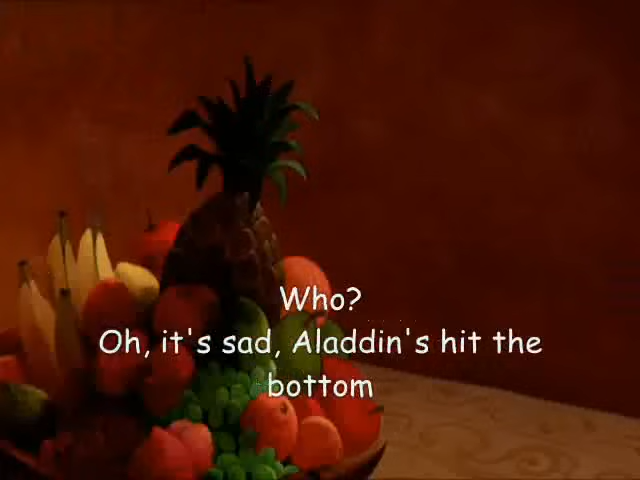 Who?
Oh, it's sad, Aladdin's hit the
bottom